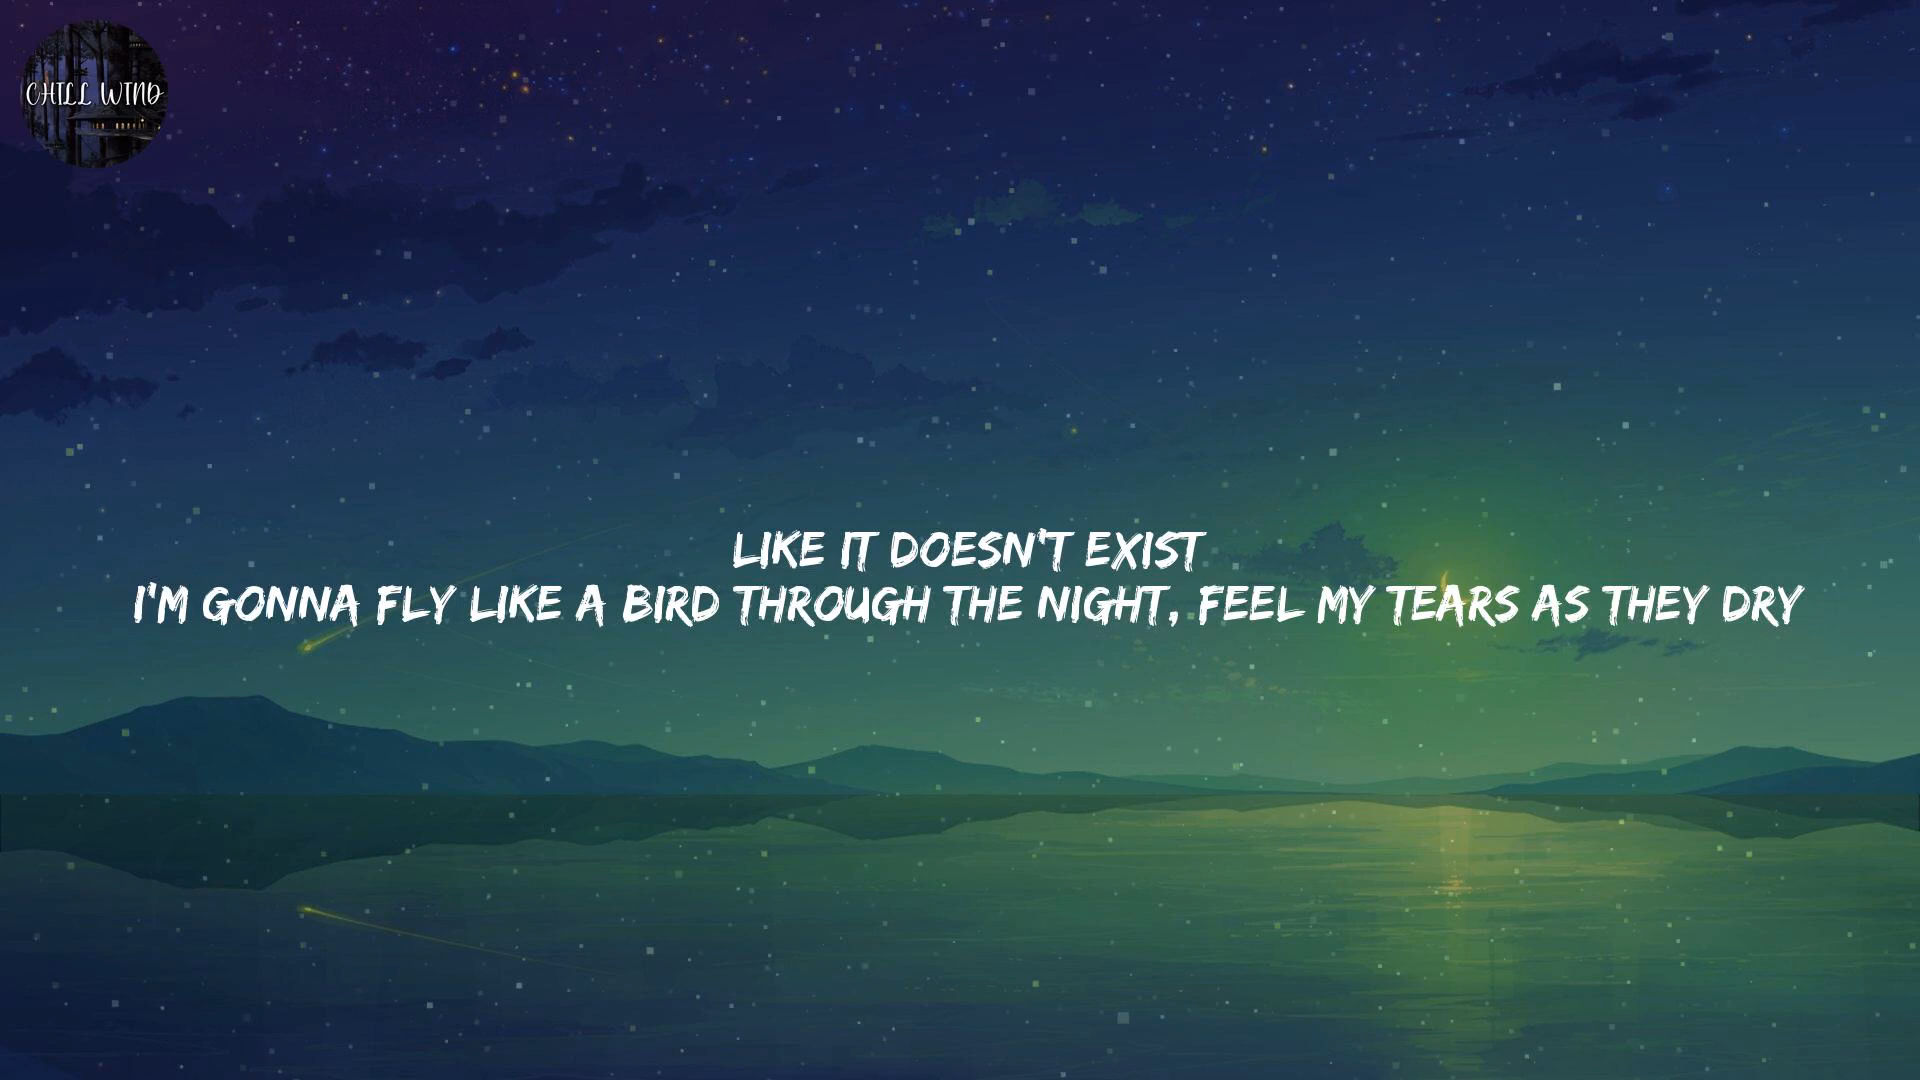 CHILL WIND
LIKE IT DOESN'T EXIST
I'M GONNA FLY LIKE A BIRD THROUGH THE NIGHT, FEEL MY TEARS AS THEY DRY